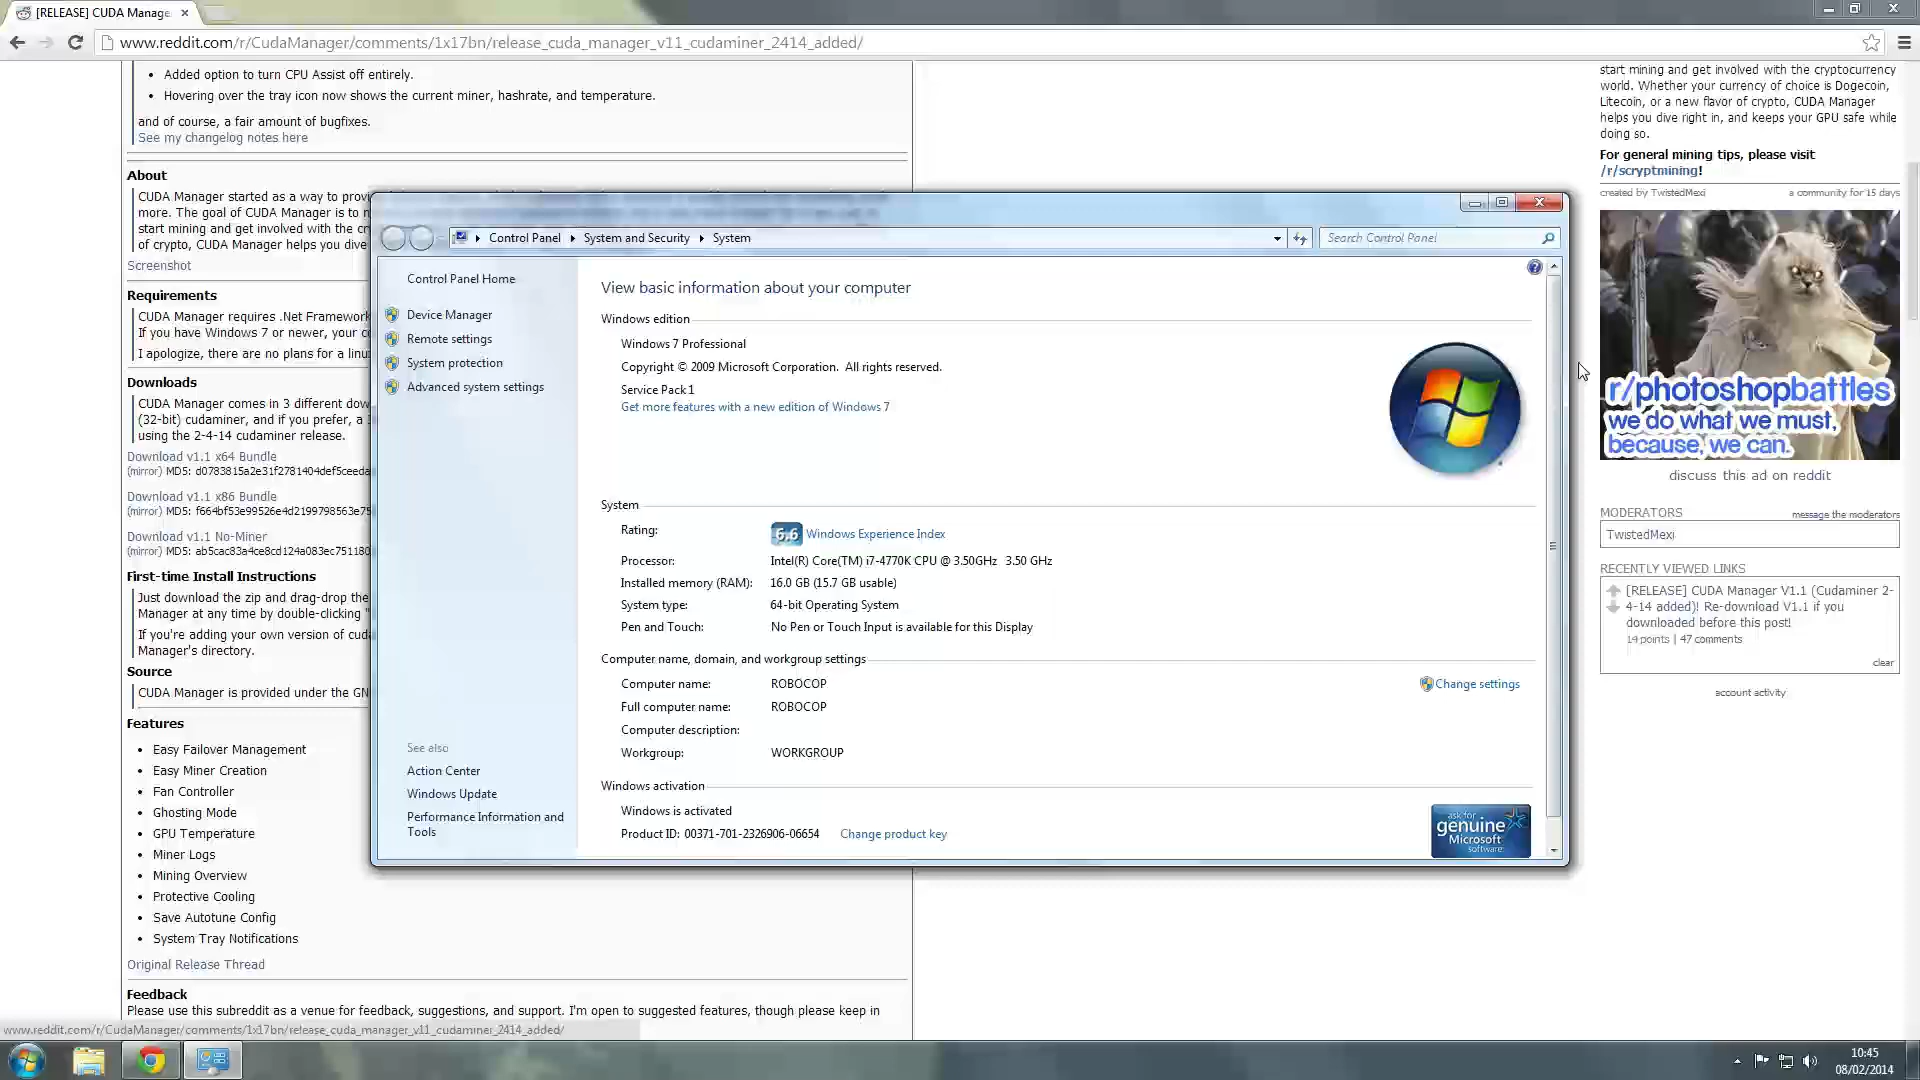 [RELEASE] CUDA Manage
www.reddit.com/r/CudaManager/comments/1x17bn/release_cuda_manager_v11_cudaminer_2414_added/
Added option to turn CPU Assist off entirely.
Hovering over the tray icon now shows the current miner, hashrate, and temperature.
and of course, a fair amount of bugfixes.
See my changelog notes here
About
CUDA Manager started as a way to provi
more. The goal of CUDA Manager is to m
start mining and get involved with the cr
of crypto, CUDA Manager helps you dive
Screenshot
Requirements
CUDA Manager requires .Net Framework
If you have Windows 7 or newer, your co
I apologize, there are no plans for a linu
Downloads
CUDA Manager comes in 3 different dow
(32-bit) cudaminer, and if you prefer, a
using the 2-4-14 cudaminer release.
Download v1.1 x64 Bundle
(mirror) MD5: d0783815a2e31f2781404def5ceeda
Download v1.1 x86 Bundle
(mirror) MD5: f664bf53e99526e4d2199798563e75
Download v1.1 No-Miner
(mirror) MD5: ab5cac83a4ce8cd124a083ec751180
First-time Install Instructions
Just download the zip and drag-drop the
Manager at any time by double-clicking "
If you're adding your own version of cuda
Manager's directory.
Source
CUDA Manager is provided under the GN
Features
Easy Failover Management
Easy Miner Creation
Fan Controller
Ghosting Mode
GPU Temperature
Miner Logs
Mining Overview
Protective Cooling
Save Autotune Config
System Tray Notifications
Original Release Thread
Feedback
Please use this subreddit as a venue for feedback, suggestions, and support. I'm open to suggested features, though please keep in
www.reddit.com/r/CudaManager/comments/1x17bn/release_cuda_manager_v11_cudaminer_2414_added/
Control Panel
System and Security
System
Search Control Panel
Control Panel Home
Device Manager
Remote settings
System protection
Advanced system settings
See also
Action Center
Windows Update
Performance Information and
Tools
View basic information about your computer
Windows edition
Windows 7 Professional
Copyright © 2009 Microsoft Corporation. All rights reserved.
Service Pack 1
Get more features with a new edition of Windows 7
System
Rating: 6.6 Windows Experience Index
Processor: Intel(R) Core(TM) i7-4770K CPU @ 3.50GHz 3.50 GHz
Installed memory (RAM): 16.0 GB (15.7 GB usable)
System type: 64-bit Operating System
Pen and Touch: No Pen or Touch Input is available for this Display
Computer name, domain, and workgroup settings
Computer name: ROBOCOP
Change settings
Full computer name: ROBOCOP
Computer description:
Workgroup: WORKGROUP
Windows activation
Windows is activated
Product ID: 00371-701-2326906-06654 Change product key
ask for
genuine
Microsoft
software
start mining and get involved with the cryptocurrency
world. Whether your currency of choice is Dogecoin,
Litecoin, or a new flavor of crypto, CUDA Manager
helps you dive right in, and keeps your GPU safe while
doing so.
For general mining tips, please visit
/r/scryptmining!
created by TwistedMexi a community for 15 days
r/photoshopbattles
we do what we must,
because, we can.
discuss this ad on reddit
MODERATORS message the moderators
TwistedMexi
RECENTLY VIEWED LINKS
[RELEASE] CUDA Manager V1.1 (Cudaminer 2-
4-14 added)! Re-download V1.1 if you
downloaded before this post!
14 points | 47 comments
clear
account activity
10:45
08/02/2014